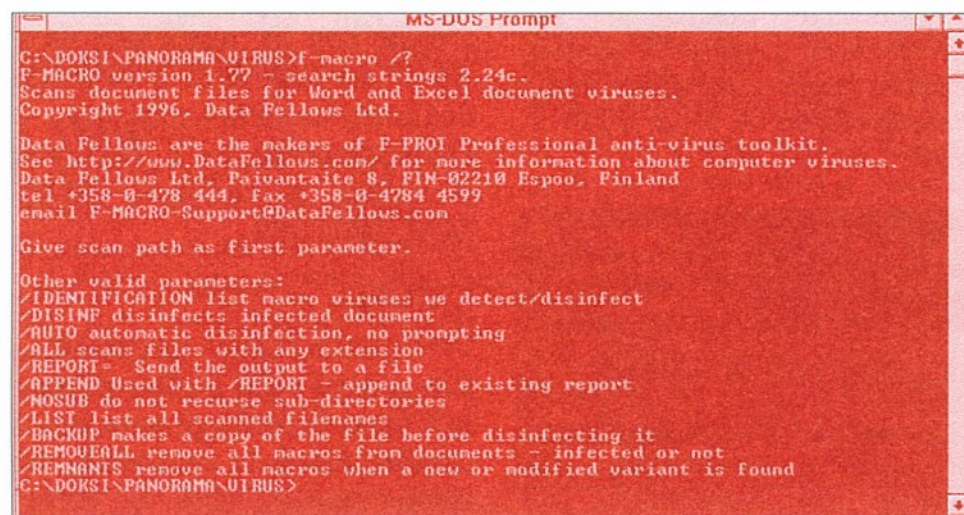 MS-DOS Prompt
C:\DOKSI\PANORAMA\VIRUS>f-macro /?
F-MACRO version 1.77 - search strings 2.24c.
Scans document files for Word and Excel document viruses.
Copyright 1996, Data Fellows Ltd.
Data Fellows are the makers of F-PROT Professional anti-virus toolkit.
See http://www.DataFellows.com/ for more information about computer viruses.
Data Fellows Ltd, Paivantaite 8, FIN-02210 Espoo, Finland
tel +358-0-478 444, fax +358-0-4784 4599
email F-MACRO-Support@DataFellows.com
Give scan path as first parameter.
Other valid parameters:
/IDENTIFICATION list macro viruses we detect/disinfect
/DISINF disinfects infected document
/AUTO automatic disinfection, no prompting
/ALL scans files with any extension
/REPORT= Send the output to a file
/APPEND Used with /REPORT - append to existing report
/NOSUB do not recurse sub-directories
/LIST list all scanned filenames
/BACKUP makes a copy of the file before disinfecting it
/REMOVEALL remove all macros from documents - infected or not
/REMNANTS remove all macros when a new or modified variant is found
C:\DOKSI\PANORAMA\VIRUS>